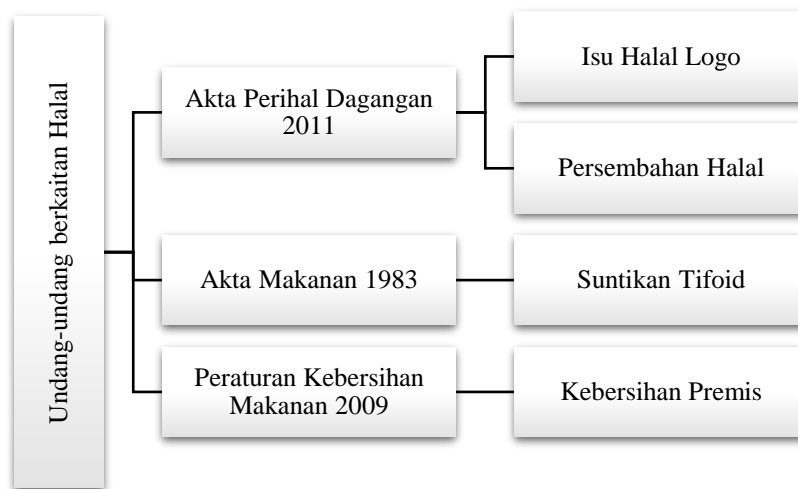 Undang-undang berkaitan Halal
Akta Perihal Dagangan
2011
Isu Halal Logo
Persembahan Halal
Akta Makanan 1983
Suntikan Tifoid
Peraturan Kebersihan
Makanan 2009
Kebersihan Premis